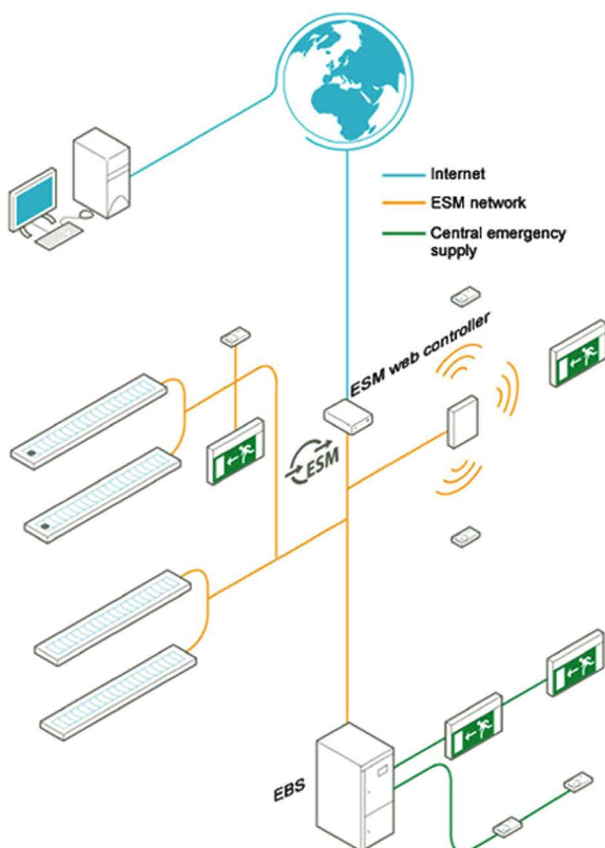 Internet
ESM network
Central emergency
supply
ESM web controller
ESM
EBS